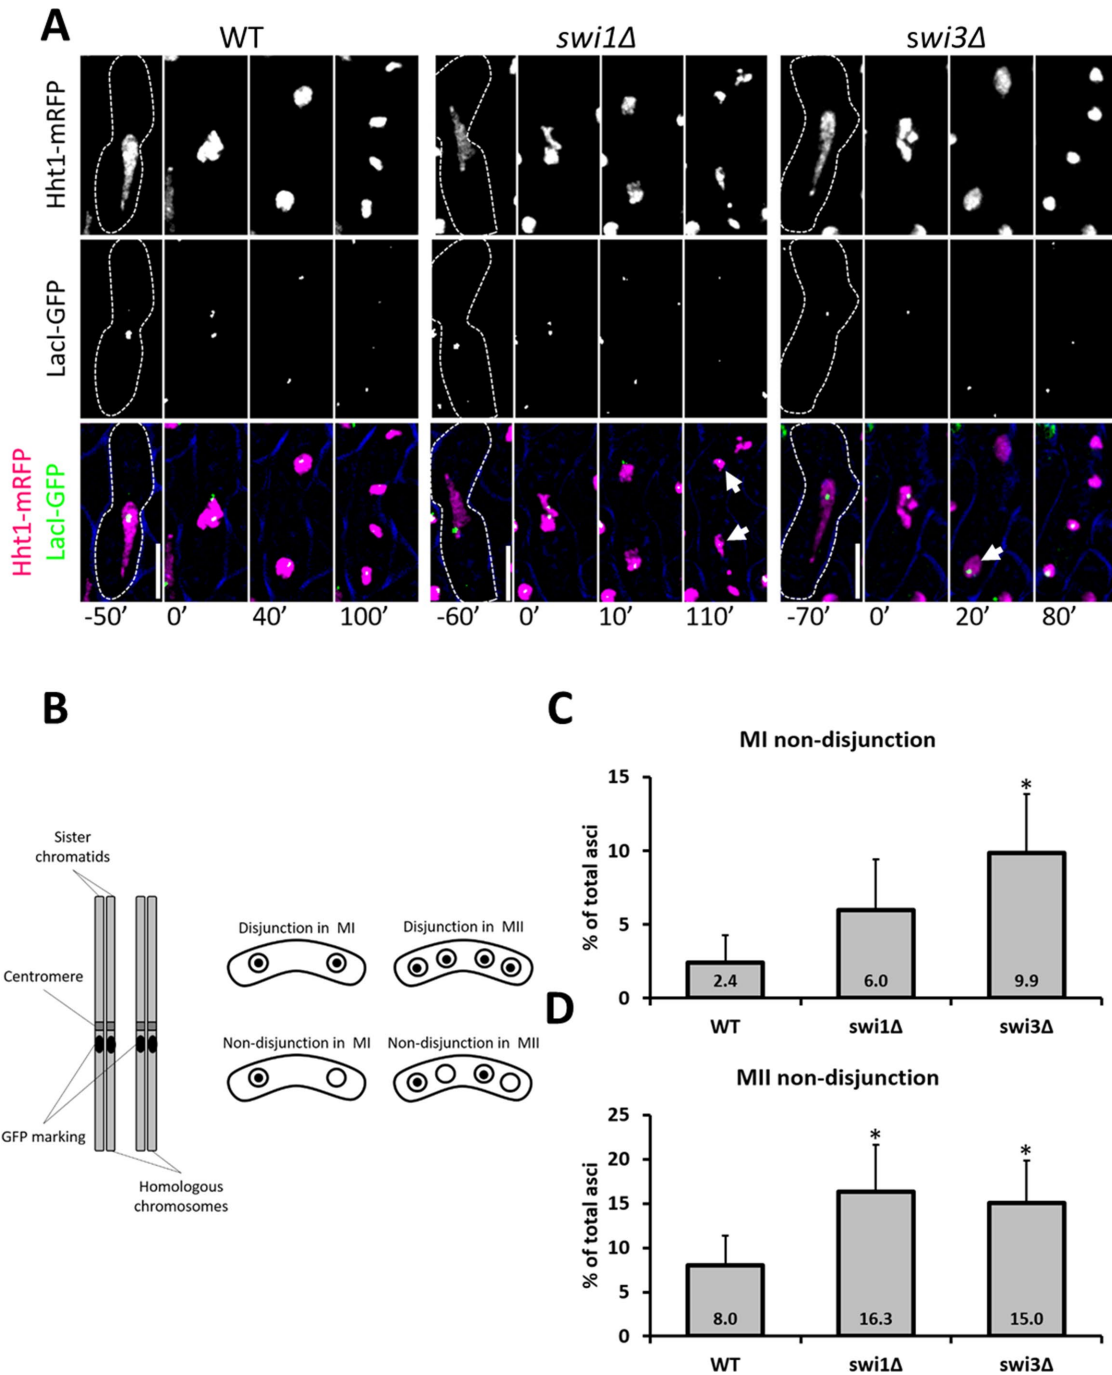 A
WT
swi1Δ
swi3Δ
Hht1-mRFP
LacI-GFP
Hht1-mRFP
LacI-GFP
-50’ 0’ 40’ 100’
-60’ 0’ 10’ 110’
-70’ 0’ 20’ 80’
B
Sister
chromatids
Centromere
GFP marking
Homologous
chromosomes
Disjunction in MI
Disjunction in MII
Non-disjunction in MI
Non-disjunction in MII
C
MI non-disjunction
% of total asci
15
10
5
0
*
2.4
6.0
9.9
WT
swi1Δ
swi3Δ
D
MII non-disjunction
% of total asci
25
20
15
10
5
0
*
*
8.0
16.3
15.0
WT
swi1Δ
swi3Δ